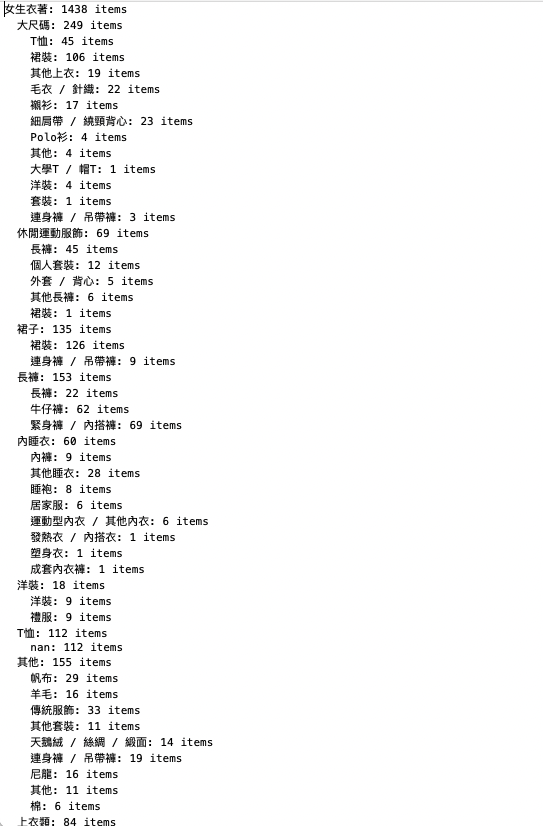 女生衣著: 1438 items
大尺碼: 249 items
T恤: 45 items
裙裝: 106 items
其他上衣: 19 items
毛衣 / 針織: 22 items
襯衫: 17 items
細肩帶 / 繞頸背心: 23 items
Polo衫: 4 items
其他: 4 items
大學T / 帽T: 1 items
洋裝: 4 items
套裝: 1 items
連身褲 / 吊帶褲: 3 items
休閒運動服飾: 69 items
長褲: 45 items
個人套裝: 12 items
外套 / 背心: 5 items
其他長褲: 6 items
裙裝: 1 items
裙子: 135 items
裙裝: 126 items
連身褲 / 吊帶褲: 9 items
長褲: 153 items
長褲: 22 items
牛仔褲: 62 items
緊身褲 / 內搭褲: 69 items
內睡衣: 60 items
內褲: 9 items
其他睡衣: 28 items
睡袍: 8 items
居家服: 6 items
運動型內衣 / 其他內衣: 6 items
發熱衣 / 內搭衣: 1 items
塑身衣: 1 items
成套內衣褲: 1 items
洋裝: 18 items
洋裝: 9 items
禮服: 9 items
T恤: 112 items
nan: 112 items
其他: 155 items
帆布: 29 items
羊毛: 16 items
傳統服飾: 33 items
其他套裝: 11 items
天鵝絨 / 絲綢 / 緞面: 14 items
連身褲 / 吊帶褲: 19 items
尼龍: 16 items
其他: 11 items
棉: 6 items
上衣類: 84 items